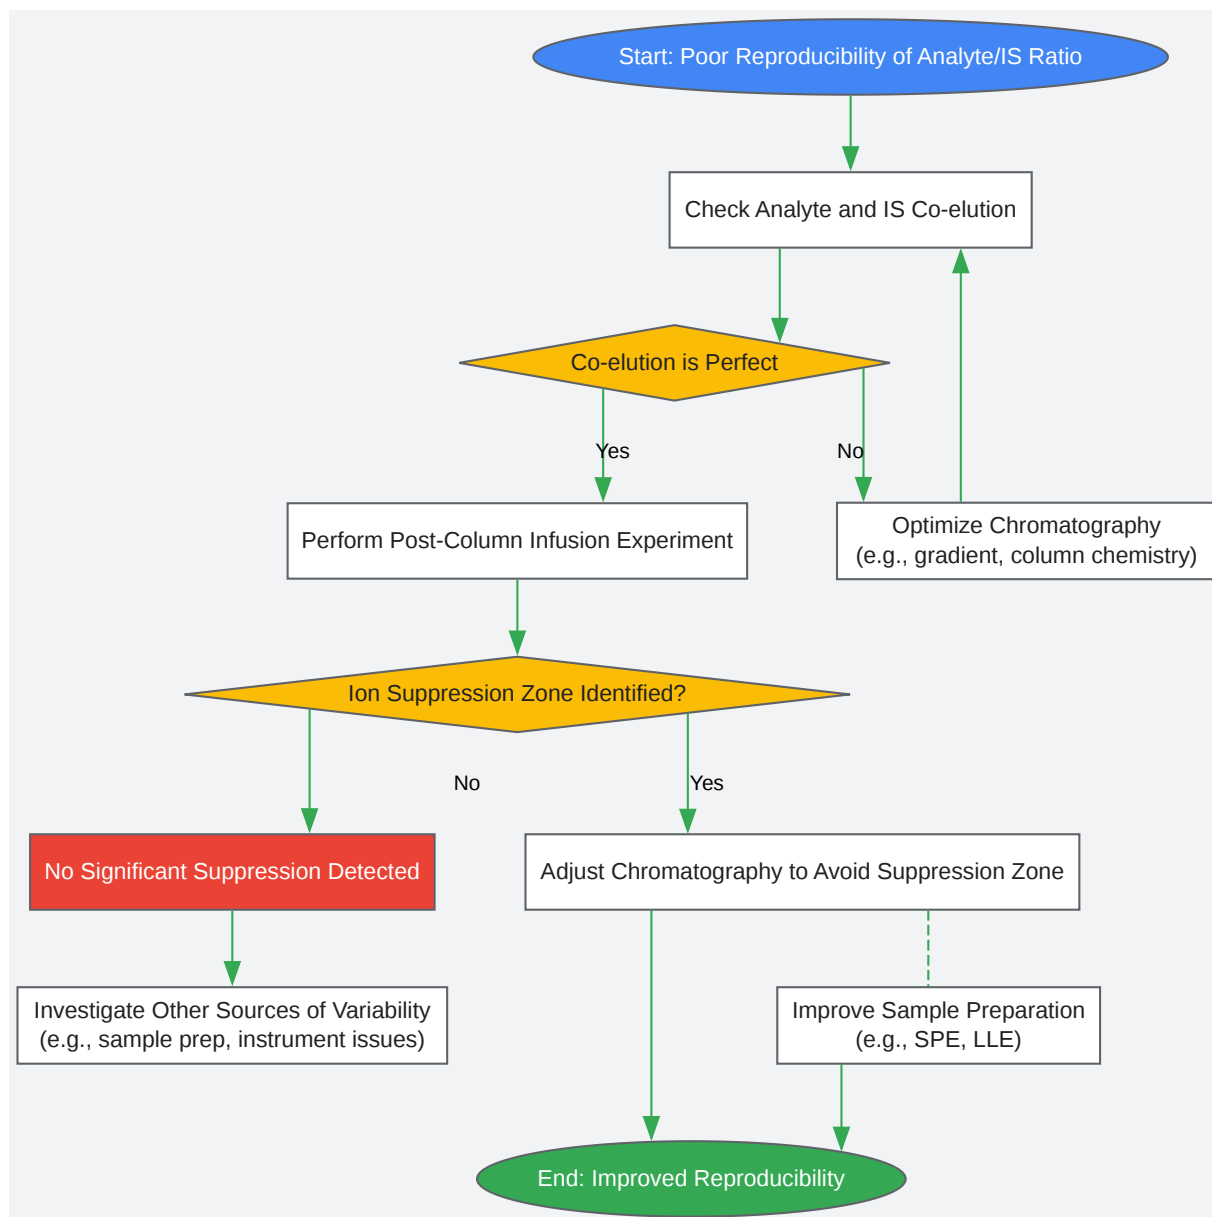 Start: Poor Reproducibility of Analyte/IS Ratio
Check Analyte and IS Co-elution
Co-elution is Perfect
Yes
No
Perform Post-Column Infusion Experiment
Optimize Chromatography
(e.g., gradient, column chemistry)
Ion Suppression Zone Identified?
No
Yes
No Significant Suppression Detected
Adjust Chromatography to Avoid Suppression Zone
Investigate Other Sources of Variability
(e.g., sample prep, instrument issues)
Improve Sample Preparation
(e.g., SPE, LLE)
End: Improved Reproducibility